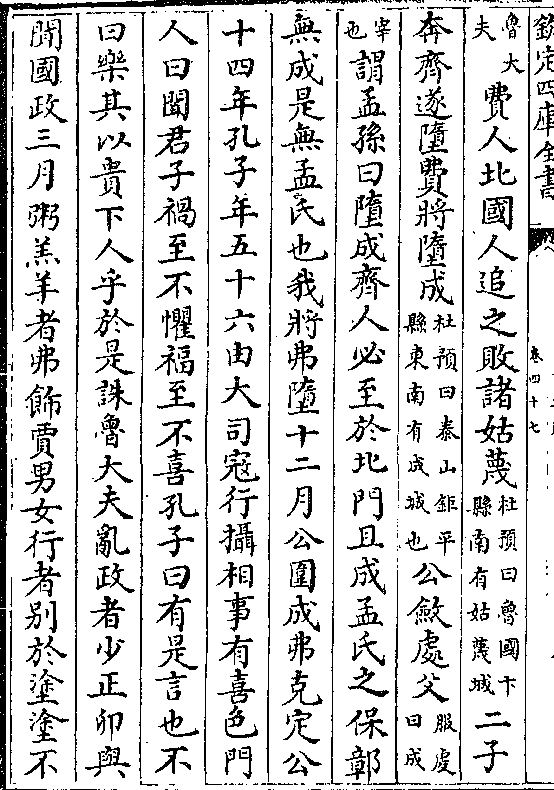 欽定四庫全書
卷四十七
魯大
夫
費人北國人追之敗諸姑蔑
杜預曰魯國卞
縣南有姑蔑城
二子
奔齊遂墮費將墮成
杜預曰泰山鉅平
縣東南有成城也
公斂處父
服虔
曰成
宰
也
謂孟孫曰墮成齊人必至於北門且成孟氏之保鄣
無成是無孟氏也我將弗墮十二月公圍成弗克定公
十四年孔子年五十六由大司寇行攝相事有喜色門
人曰聞君子禍至不懼福至不喜孔子曰有是言也不
曰樂其以貴下人乎於是誅魯大夫亂政者少正卯與
聞國政三月粥羔羊者弗飾賈男女行者别於塗塗不